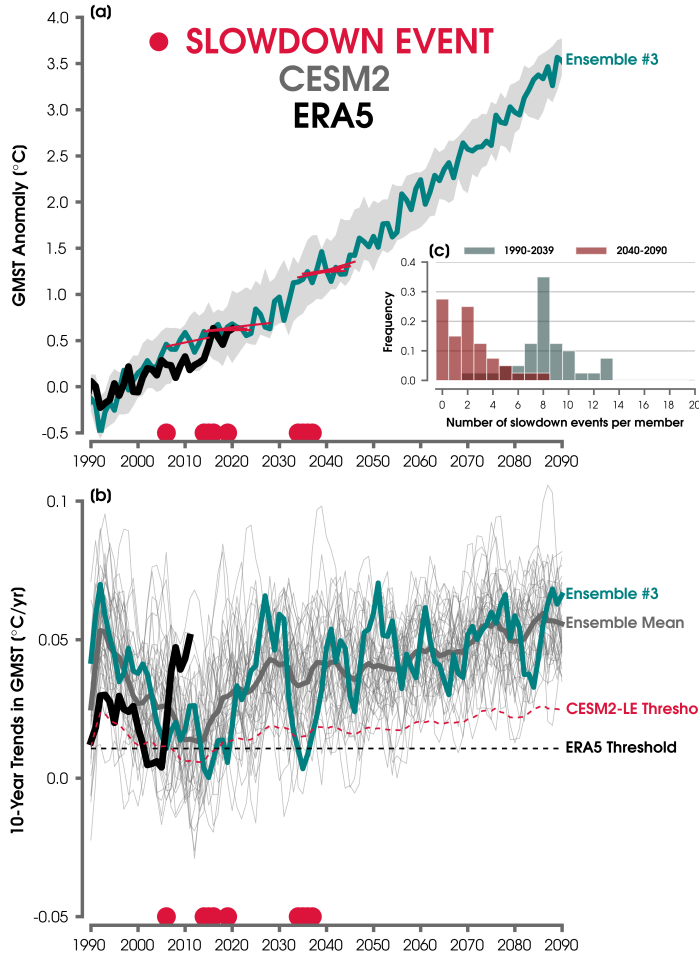 (a)
SLOWDOWN EVENT
CESM2
ERA5
Ensemble #3
GMST Anomaly (°C)
4.0
3.5
3.0
2.5
2.0
1.5
1.0
0.5
0.0
-0.5
1990 2000 2010 2020 2030 2040 2050 2060 2070 2080 2090
(c)
1990-2039 2040-2090
Frequency
0.4
0.3
0.2
0.1
0.0
0 2 4 6 8 10 12 14 16 18 20
Number of slowdown events per member
(b)
10-Year Trends in GMST (°C/yr)
0.1
0.05
0.0
-0.05
Ensemble #3
Ensemble Mean
CESM2-LE Thresho
ERA5 Threshold
1990 2000 2010 2020 2030 2040 2050 2060 2070 2080 2090